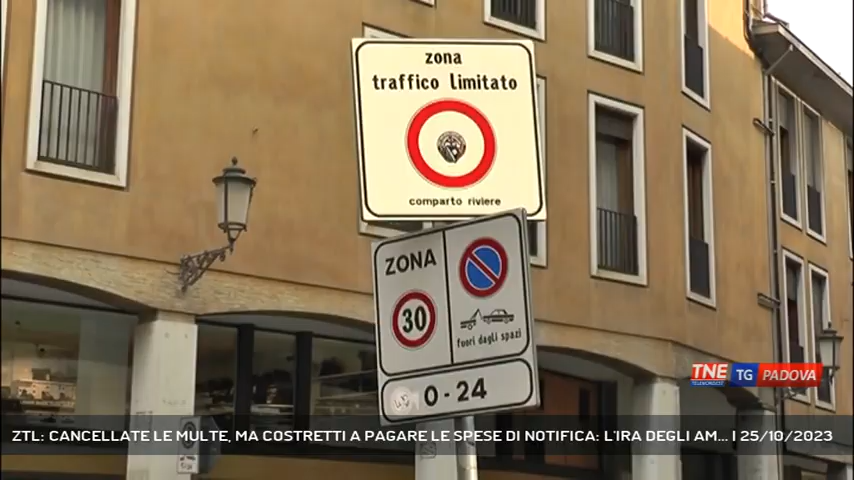 zona
traffico limitato
comparto riviere
ZONA
30
fuori dagli spazi
0-24
TNE TG PADOVA
TELENORDEST
ZTL: CANCELLATE LE MULTE, MA COSTRETTI A PAGARE LE SPESE DI NOTIFICA: L'IRA DEGLI AM... | 25/10/2023